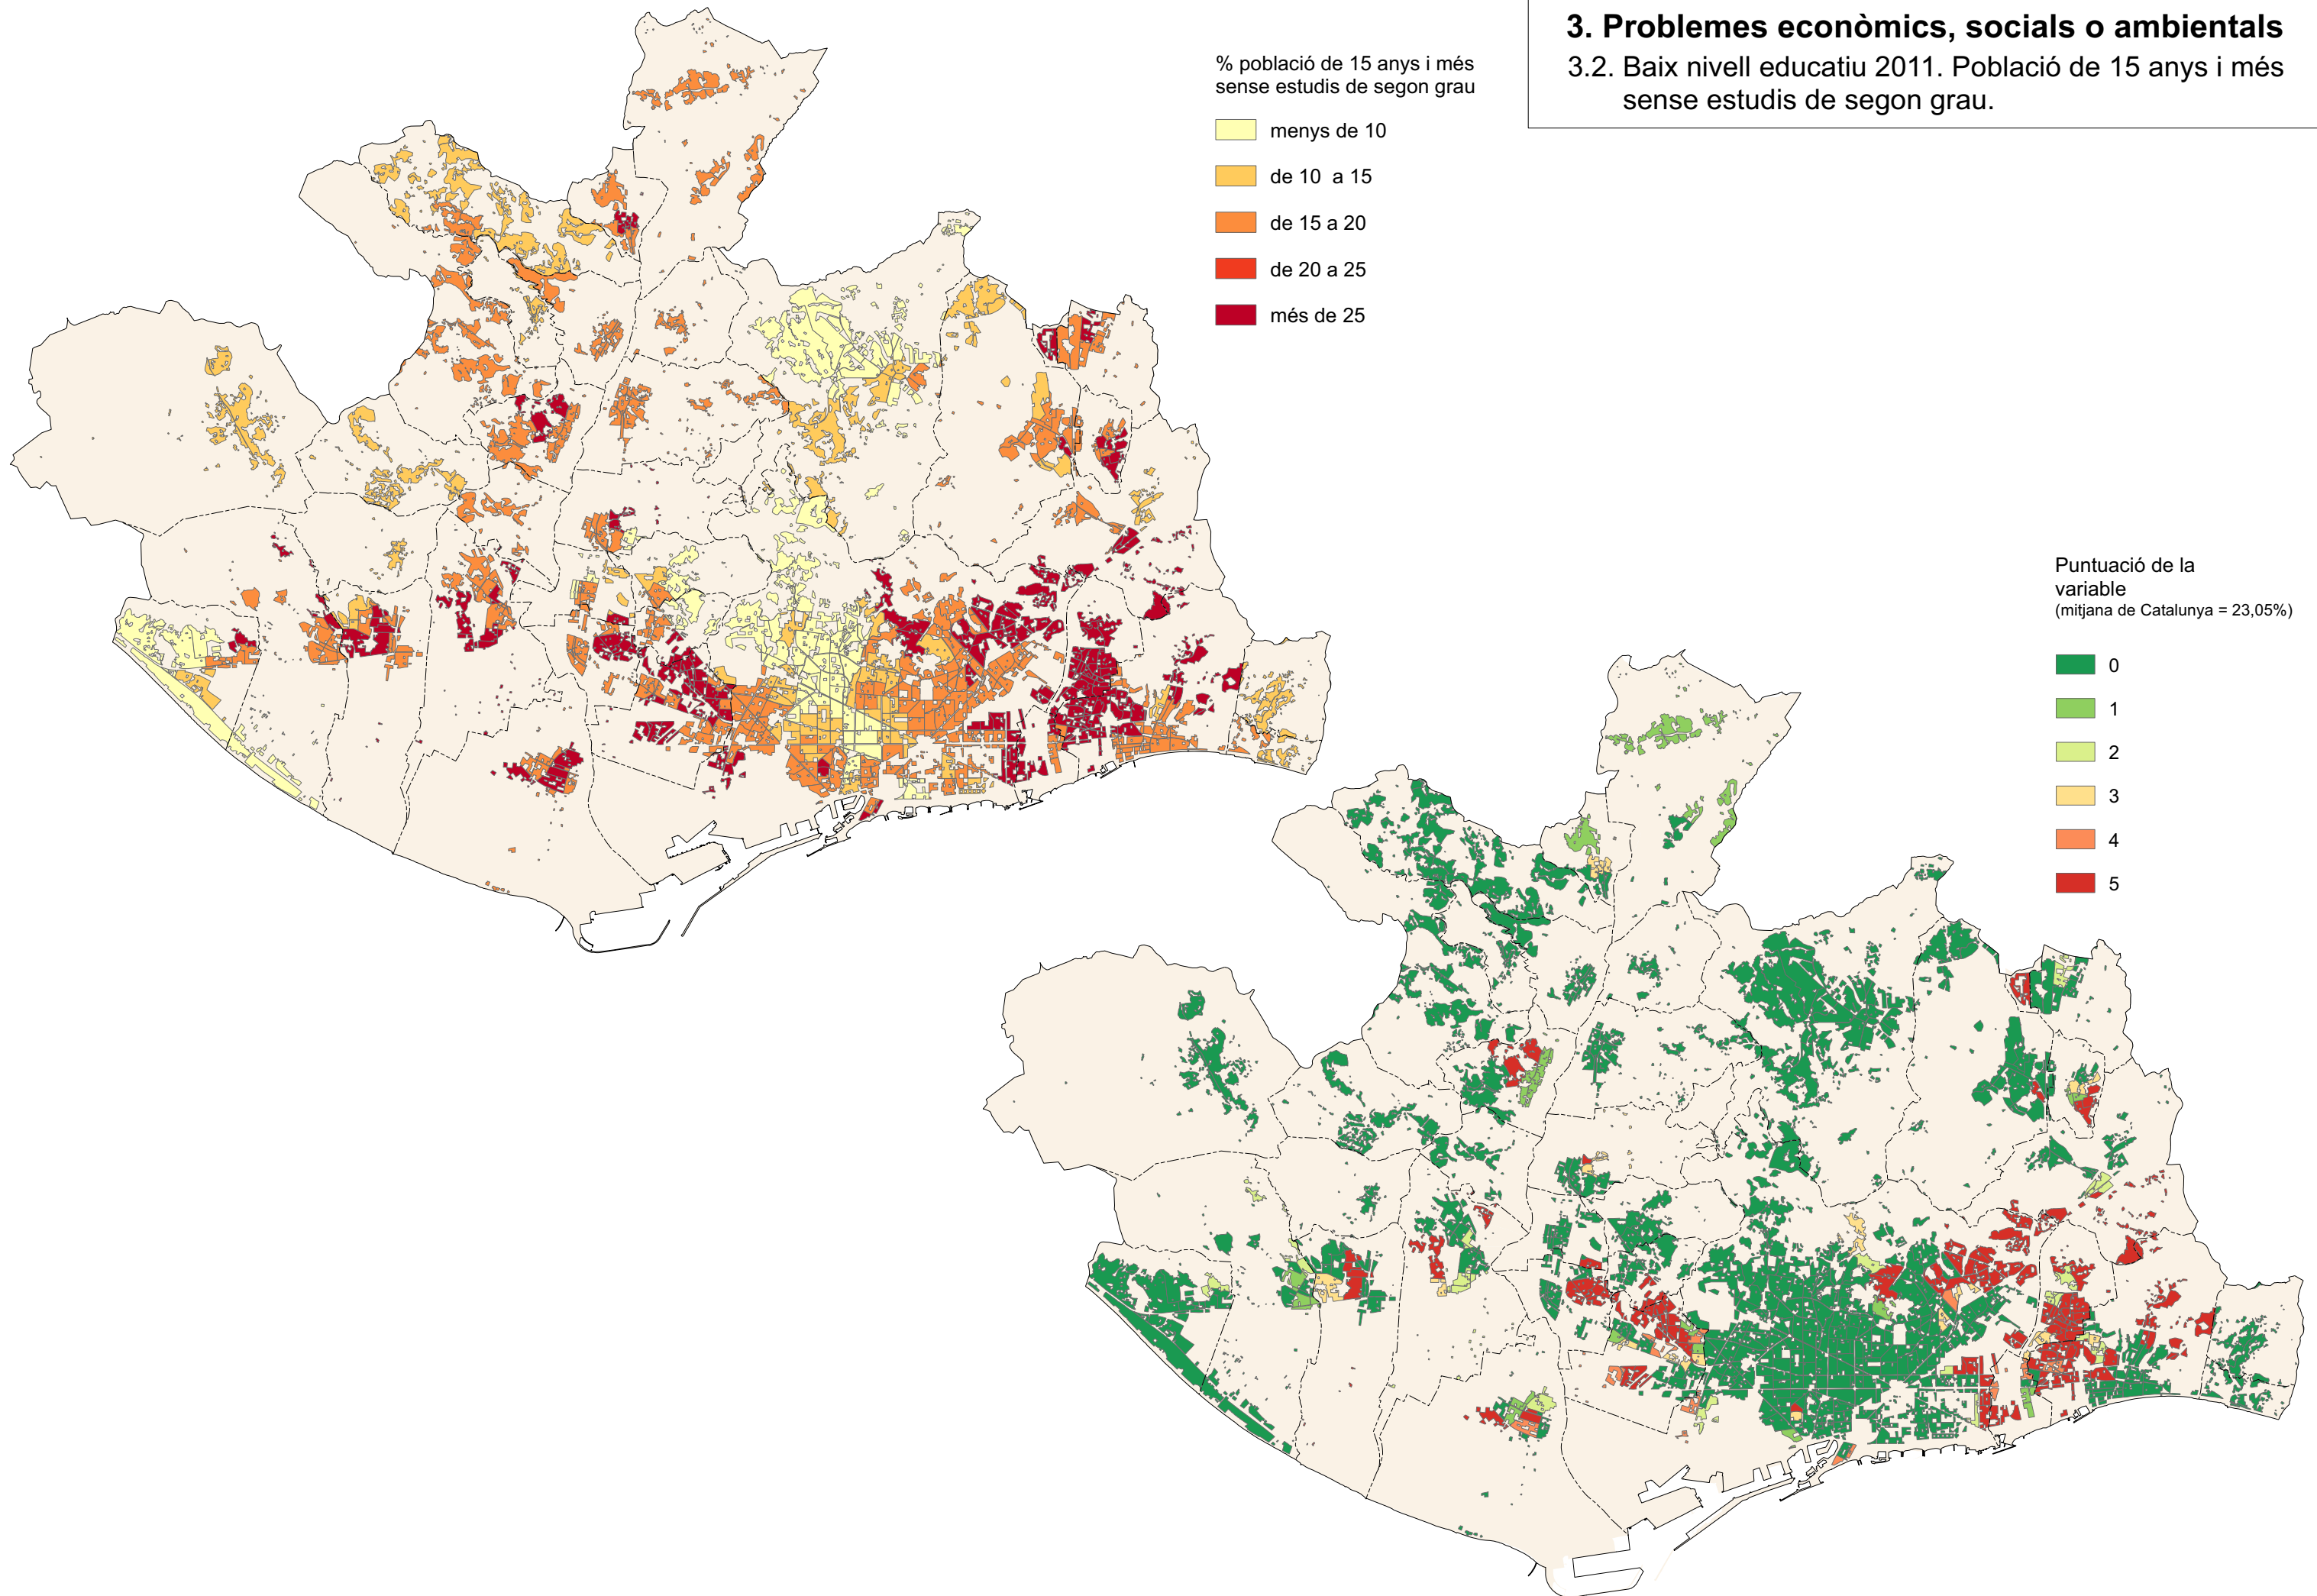 3. Problemes econòmics, socials o ambientals
3.2. Baix nivell educatiu 2011. Població de 15 anys i més
sense estudis de segon grau.
% població de 15 anys i més
sense estudis de segon grau
menys de 10
de 10 a 15
de 15 a 20
de 20 a 25
més de 25
Puntuació de la
variable
(mitjana de Catalunya = 23,05%)
0
1
2
3
4
5